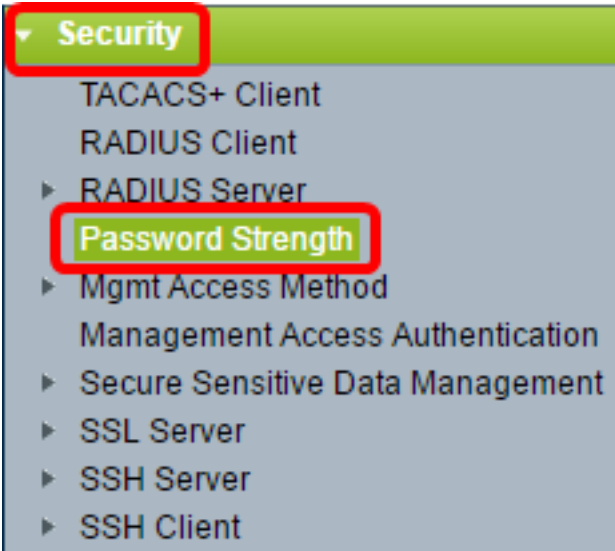 Security
TACACS+ Client
RADIUS Client
RADIUS Server
Password Strength
Mgmt Access Method
Management Access Authentication
Secure Sensitive Data Management
SSL Server
SSH Server
SSH Client